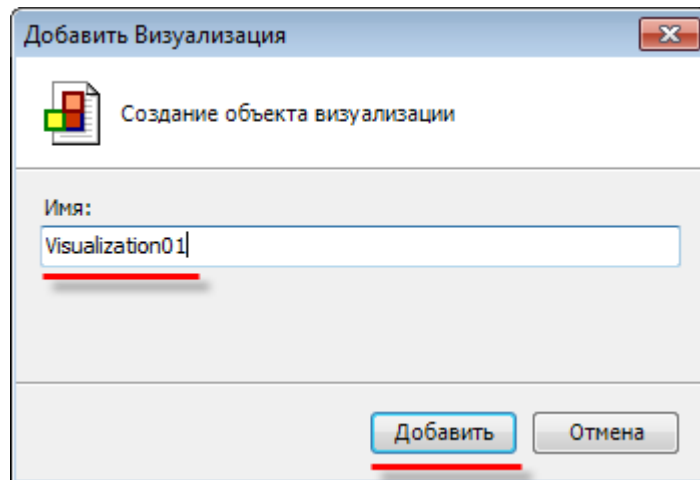 Добавить Визуализация
Создание объекта визуализации
Имя:
Visualization01
Добавить
Отмена